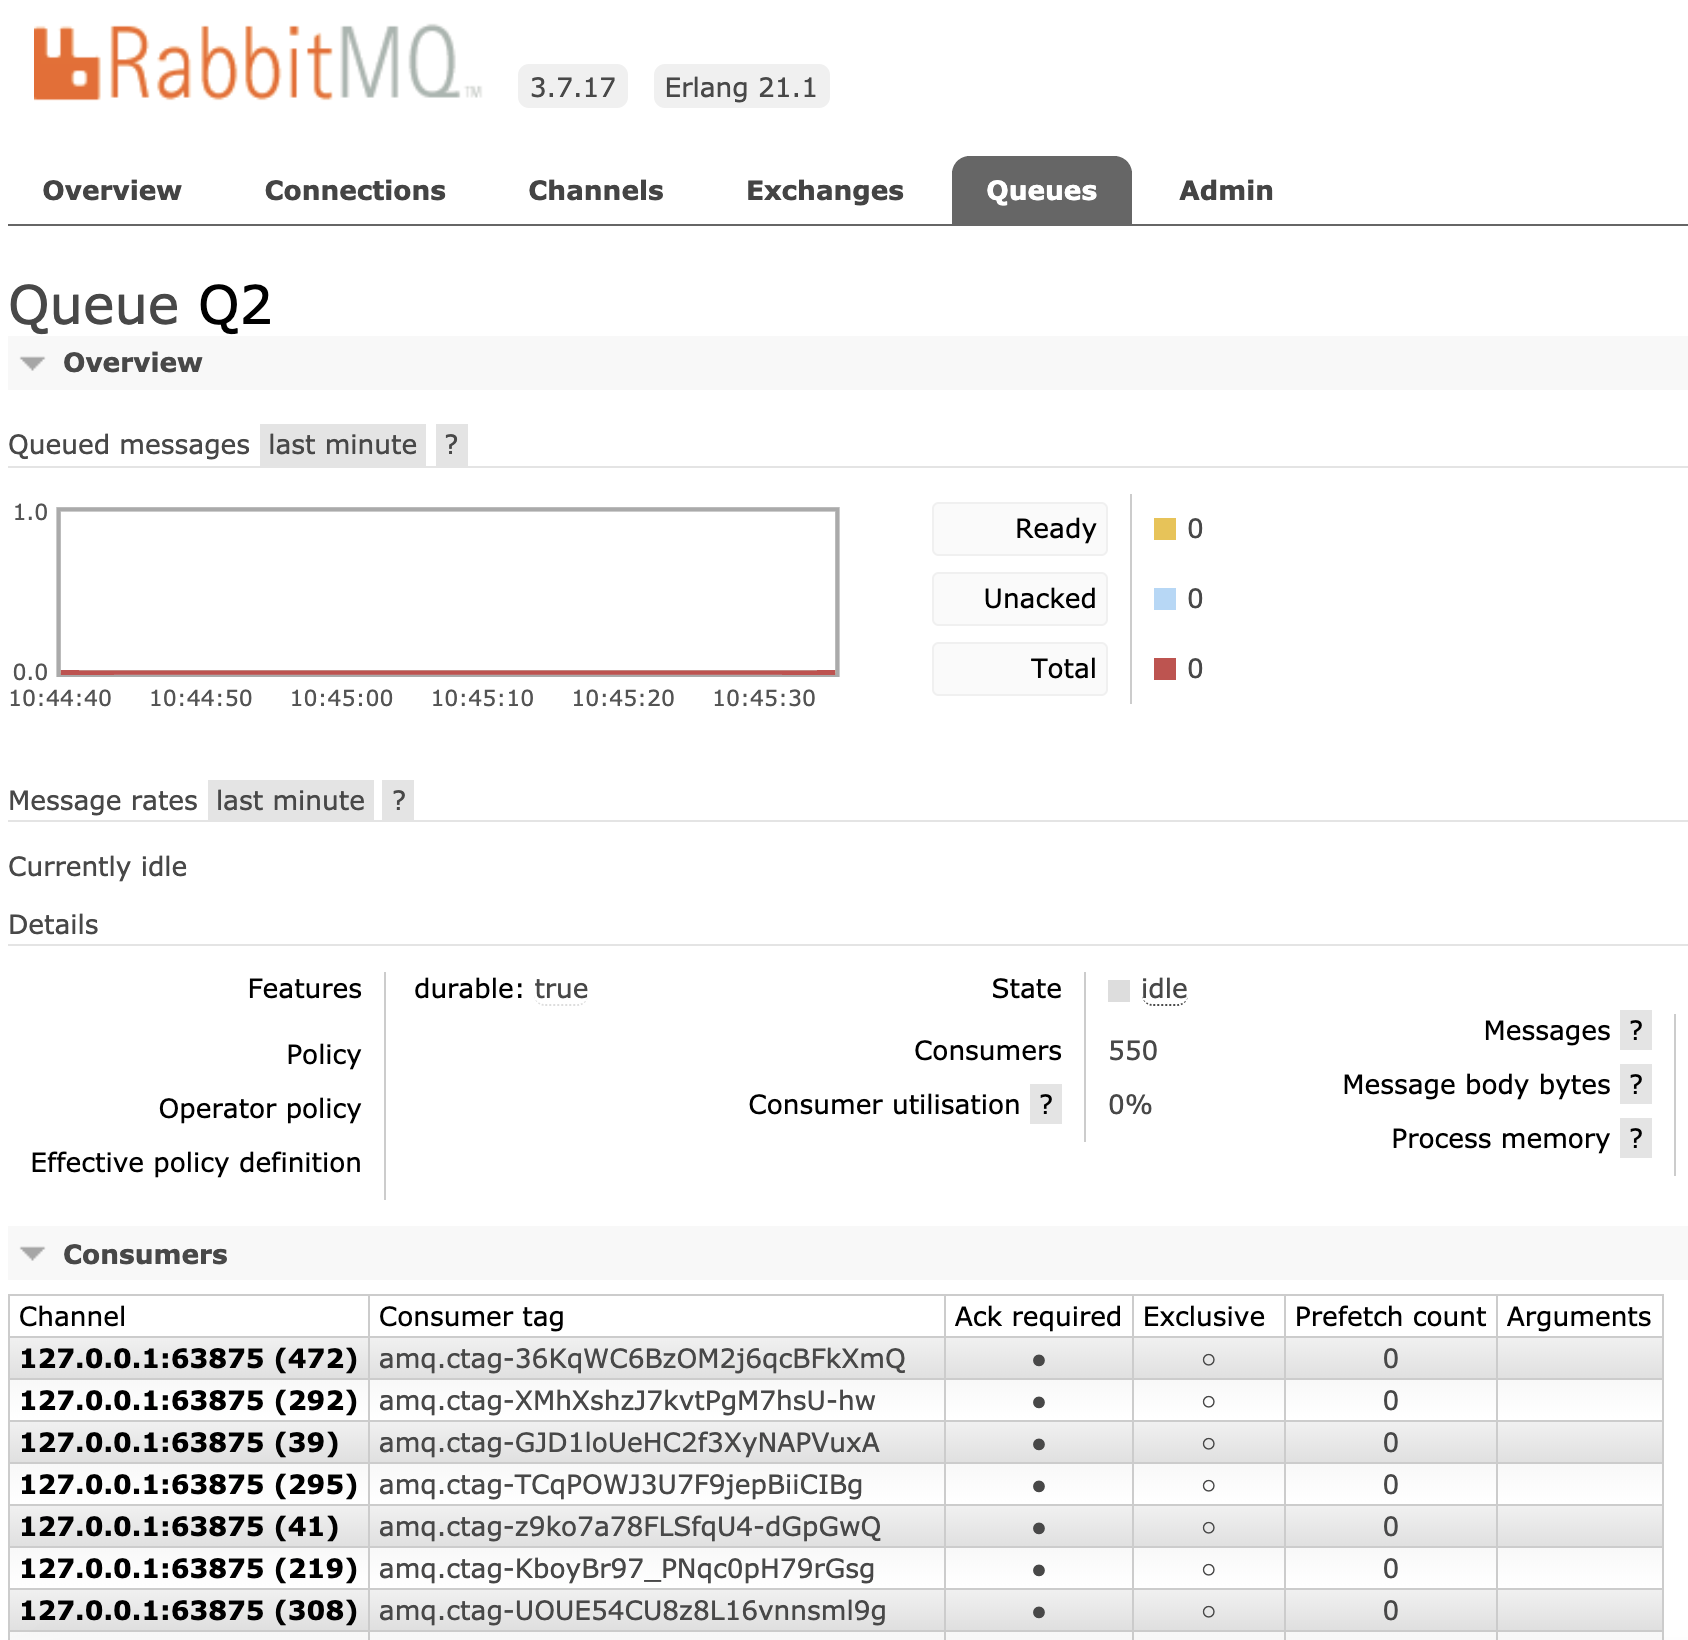 RabbitMQ™ 3.7.17 Erlang 21.1
Overview Connections Channels Exchanges Queues Admin
Queue Q2
Overview
Queued messages last minute ?
1.0
0.0
10:44:40 10:44:50 10:45:00 10:45:10 10:45:20 10:45:30
Ready 0
Unacked 0
Total 0
Message rates last minute ?
Currently idle
Details
Features durable: true
Policy
Operator policy
Effective policy definition
State idle
Consumers 550
Consumer utilisation ? 0%
Messages ?
Message body bytes ?
Process memory ?
Consumers
Channel Consumer tag Ack required Exclusive Prefetch count Arguments
127.0.0.1:63875 (472) amq.ctag-36KqWC6BzOM2j6qcBFkXmQ ● ○ 0
127.0.0.1:63875 (292) amq.ctag-XMhXshzJ7kvtPgM7hsU-hw ● ○ 0
127.0.0.1:63875 (39) amq.ctag-GJD1loUeHC2f3XyNAPVuxA ● ○ 0
127.0.0.1:63875 (295) amq.ctag-TCqPOWJ3U7F9jepBiiCIBg ● ○ 0
127.0.0.1:63875 (41) amq.ctag-z9ko7a78FLSfqU4-dGpGwQ ● ○ 0
127.0.0.1:63875 (219) amq.ctag-KboyBr97_PNqc0pH79rGsg ● ○ 0
127.0.0.1:63875 (308) amq.ctag-UOUE54CU8z8L16vnnsml9g ● ○ 0